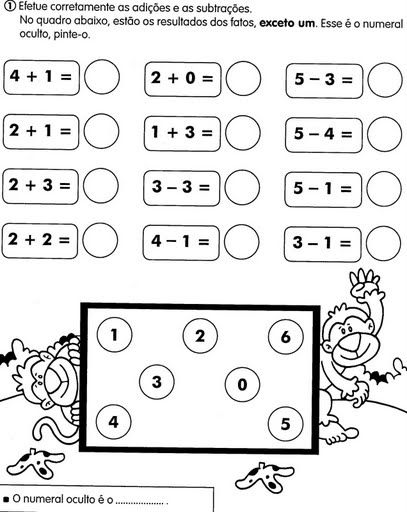 1 Efetue corretamente as adições e as subtrações.
No quadro abaixo, estão os resultados dos fatos, exceto um. Esse é o numeral
oculto, pinte-o.
4 + 1 = 2 + 0 = 5 – 3 =
2 + 1 = 1 + 3 = 5 – 4 =
2 + 3 = 3 – 3 = 5 – 1 =
2 + 2 = 4 – 1 = 3 – 1 =
1 2 6
3 0
4 5
■ O numeral oculto é o ................... .